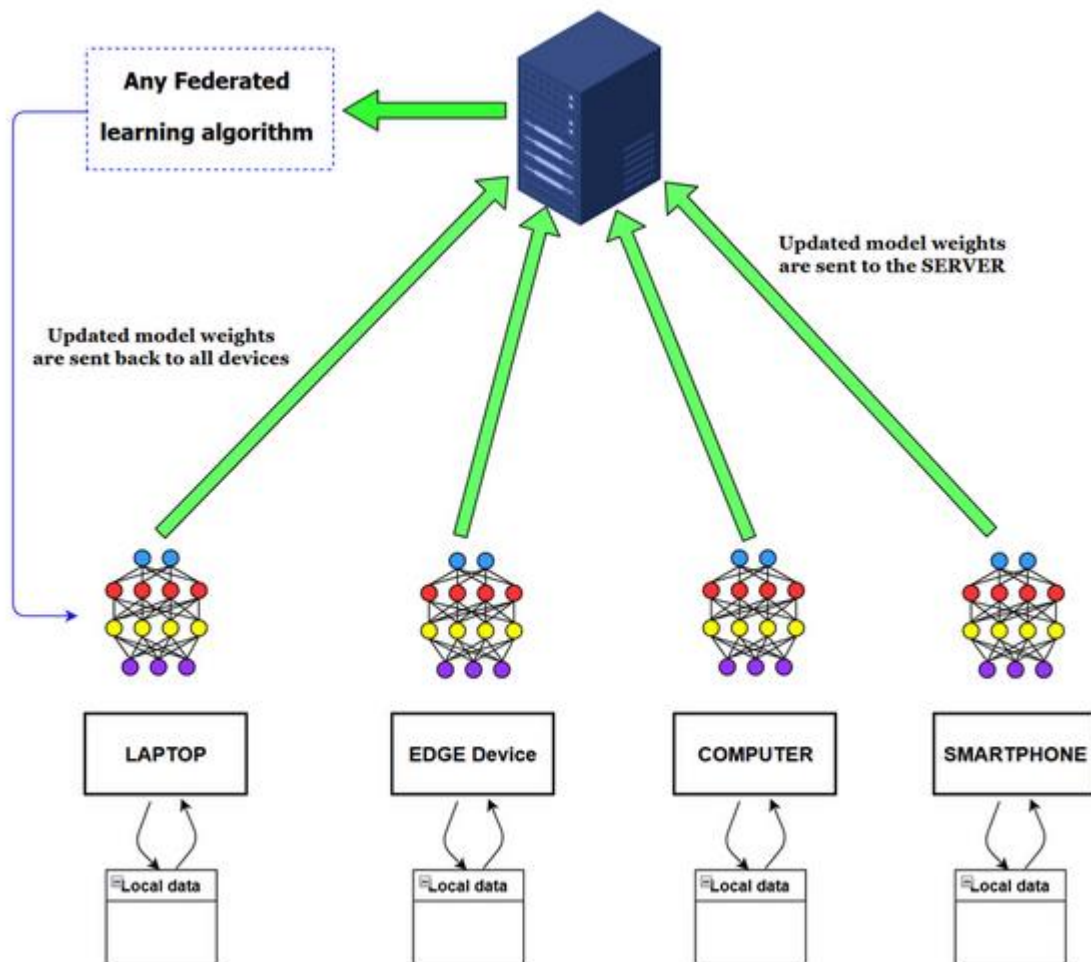 Any Federated
learning algorithm
Updated model weights
are sent to the SERVER
Updated model weights
are sent back to all devices
LAPTOP
EDGE Device
COMPUTER
SMARTPHONE
Local data
Local data
Local data
Local data